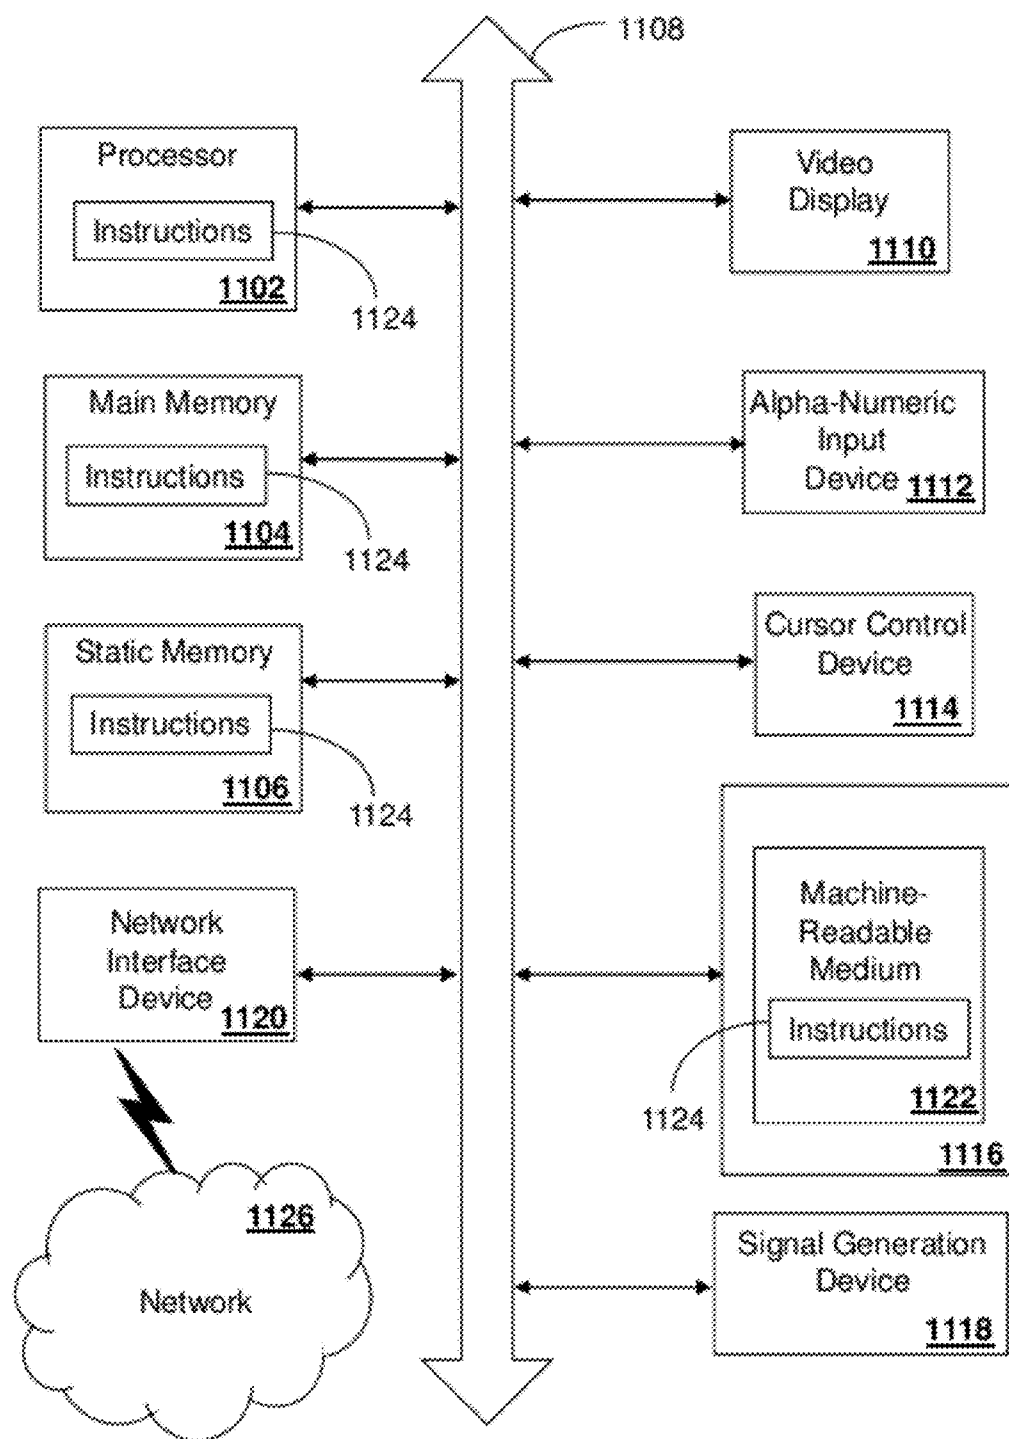 1108
Processor
Instructions
1102
1124
Main Memory
Instructions
1104
1124
Static Memory
Instructions
1106
1124
Network
Interface
Device
1120
1126
Network
Video
Display
1110
Alpha-Numeric
Input
Device 1112
Cursor Control
Device
1114
Machine-
Readable
Medium
Instructions
1124
1122
1116
Signal Generation
Device
1118